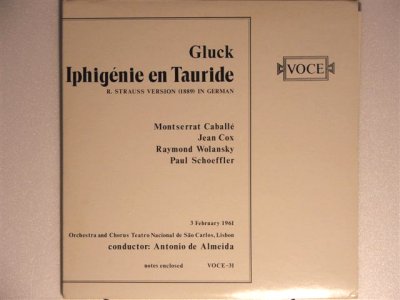 Gluck
Iphigénie en Tauride
R. STRAUSS VERSION (1889) IN GERMAN
VOCE
Montserrat Caballé
Jean Cox
Raymond Wolansky
Paul Schoeffler
3 February 1961
Orchestra and Chorus Teatro Nacional de São Carlos, Lisbon
conductor: Antonio de Almeida
notes enclosed VOCE-31